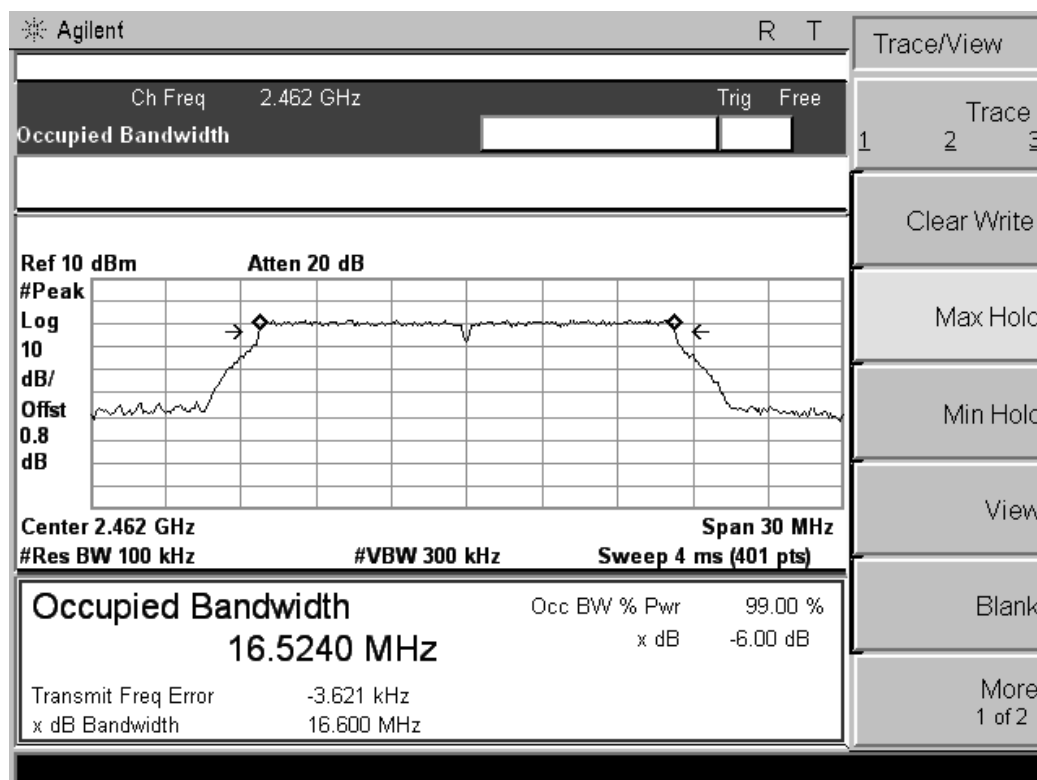 Agilent R T
Trace/View
Ch Freq 2.462 GHz Trig Free
Occupied Bandwidth
Trace
1 2 3
Clear Write
Ref 10 dBm Atten 20 dB
#Peak
Log
10
dB/
Offst
0.8
dB
Max Hold
Min Hold
View
Center 2.462 GHz Span 30 MHz
#Res BW 100 kHz #VBW 300 kHz Sweep 4 ms (401 pts)
Occupied Bandwidth Occ BW % Pwr 99.00 %
16.5240 MHz x dB -6.00 dB
Transmit Freq Error -3.621 kHz
x dB Bandwidth 16.600 MHz
Blank
More
1 of 2